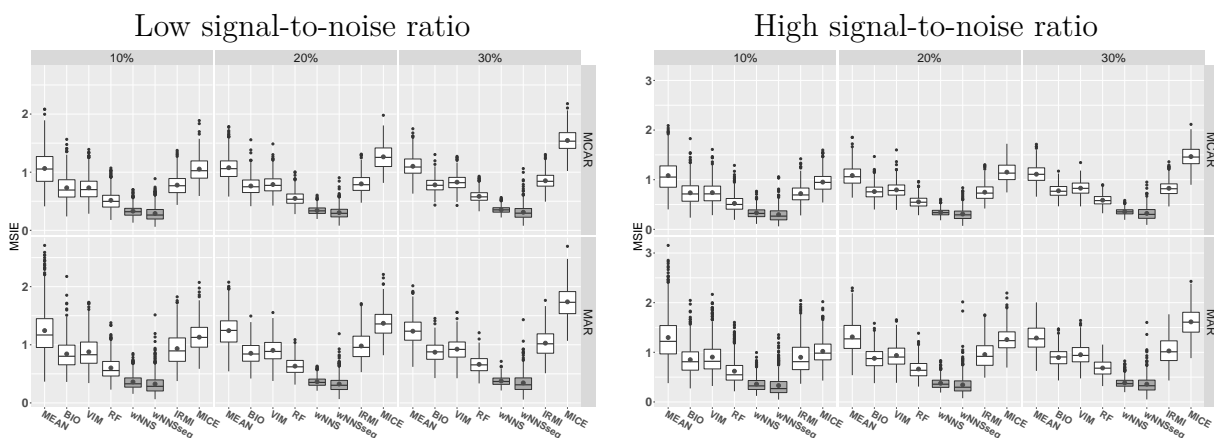 Low signal-to-noise ratio
10% 20% 30%
2
1
0
MCAR
2
1
0
MAR
MSIE
MEAN BIO VIM RF wNNS wNNSseq IRMI MICE MEAN BIO VIM RF wNNS wNNSseq IRMI MICE MEAN BIO VIM RF wNNS wNNSseq IRMI MICE
High signal-to-noise ratio
10% 20% 30%
3
2
1
0
MCAR
3
2
1
0
MAR
MSIE
MEAN BIO VIM RF wNNS wNNSseq IRMI MICE MEAN BIO VIM RF wNNS wNNSseq IRMI MICE MEAN BIO VIM RF wNNS wNNSseq IRMI MICE